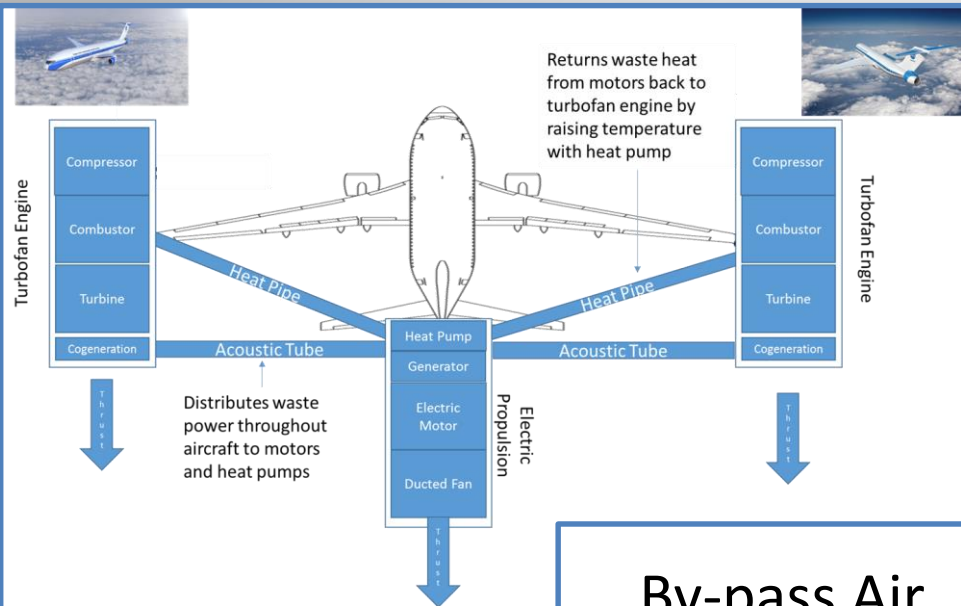 Returns waste heat
from motors back to
turbofan engine by
raising temperature
with heat pump
Turbofan Engine
Compressor
Combustor
Turbine
Cogeneration
Thrust
Heat Pipe
Acoustic Tube
Distributes waste
power throughout
aircraft to motors
and heat pumps
Heat Pump
Generator
Electric
Motor
Ducted Fan
Electric
Propulsion
Thrust
Heat Pipe
Acoustic Tube
Compressor
Combustor
Turbine
Cogeneration
Turbofan Engine
Thrust
By-pass Air